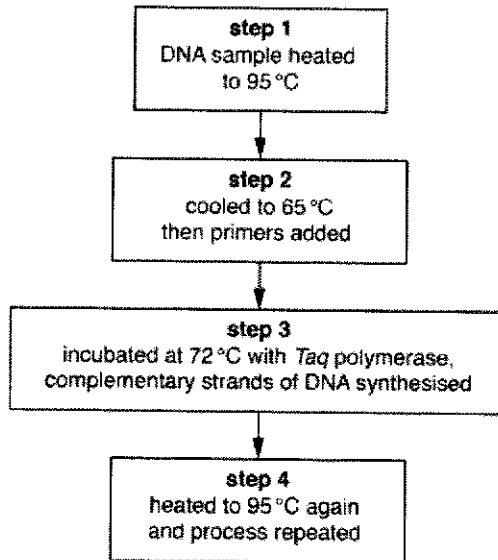 step 1
DNA sample heated
to 95 °C
step 2
cooled to 65 °C
then primers added
step 3
incubated at 72 °C with Taq polymerase,
complementary strands of DNA synthesised
step 4
heated to 95 °C again
and process repeated